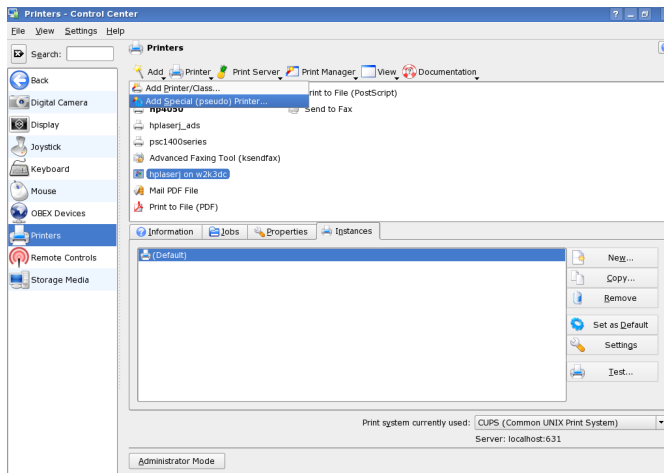 Printers - Control Center
File View Settings Help
Search:
Printers
Add Printer Print Server Print Manager View Documentation
Add Printer/Class...
Add Special (pseudo) Printer...
rint to File (PostScript)
hp4050
Send to Fax
hplaserj_ads
psc1400series
Advanced Faxing Tool (ksendfax)
hplaserj on w2k3dc
Mail PDF File
Print to File (PDF)
Back
Digital Camera
Display
Joystick
Keyboard
Mouse
OBEX Devices
Printers
Remote Controls
Storage Media
Information Jobs Properties Instances
(Default)
New...
Copy...
Remove
Set as Default
Settings
Test...
Print system currently used: CUPS (Common UNIX Print System)
Server: localhost:631
Administrator Mode